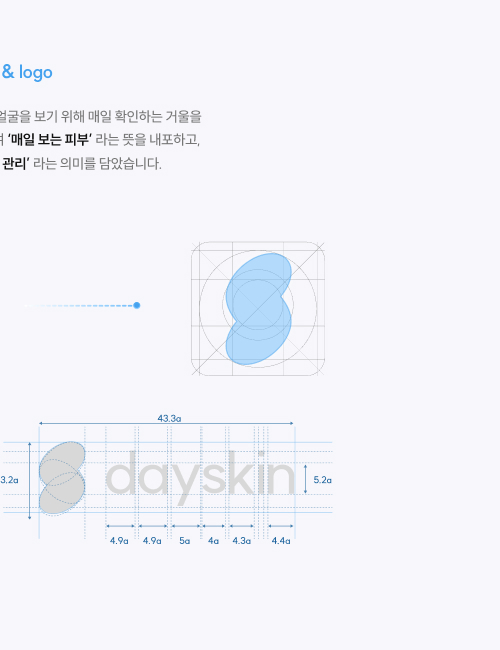 & logo
얼굴을 보기 위해 매일 확인하는 거울을
‘매일 보는 피부’ 라는 뜻을 내포하고,
관리’ 라는 의미를 담았습니다.
43.3a
3.2a
dayskin
5.2a
4.9a 4.9a 5a 4a 4.3a 4.4a